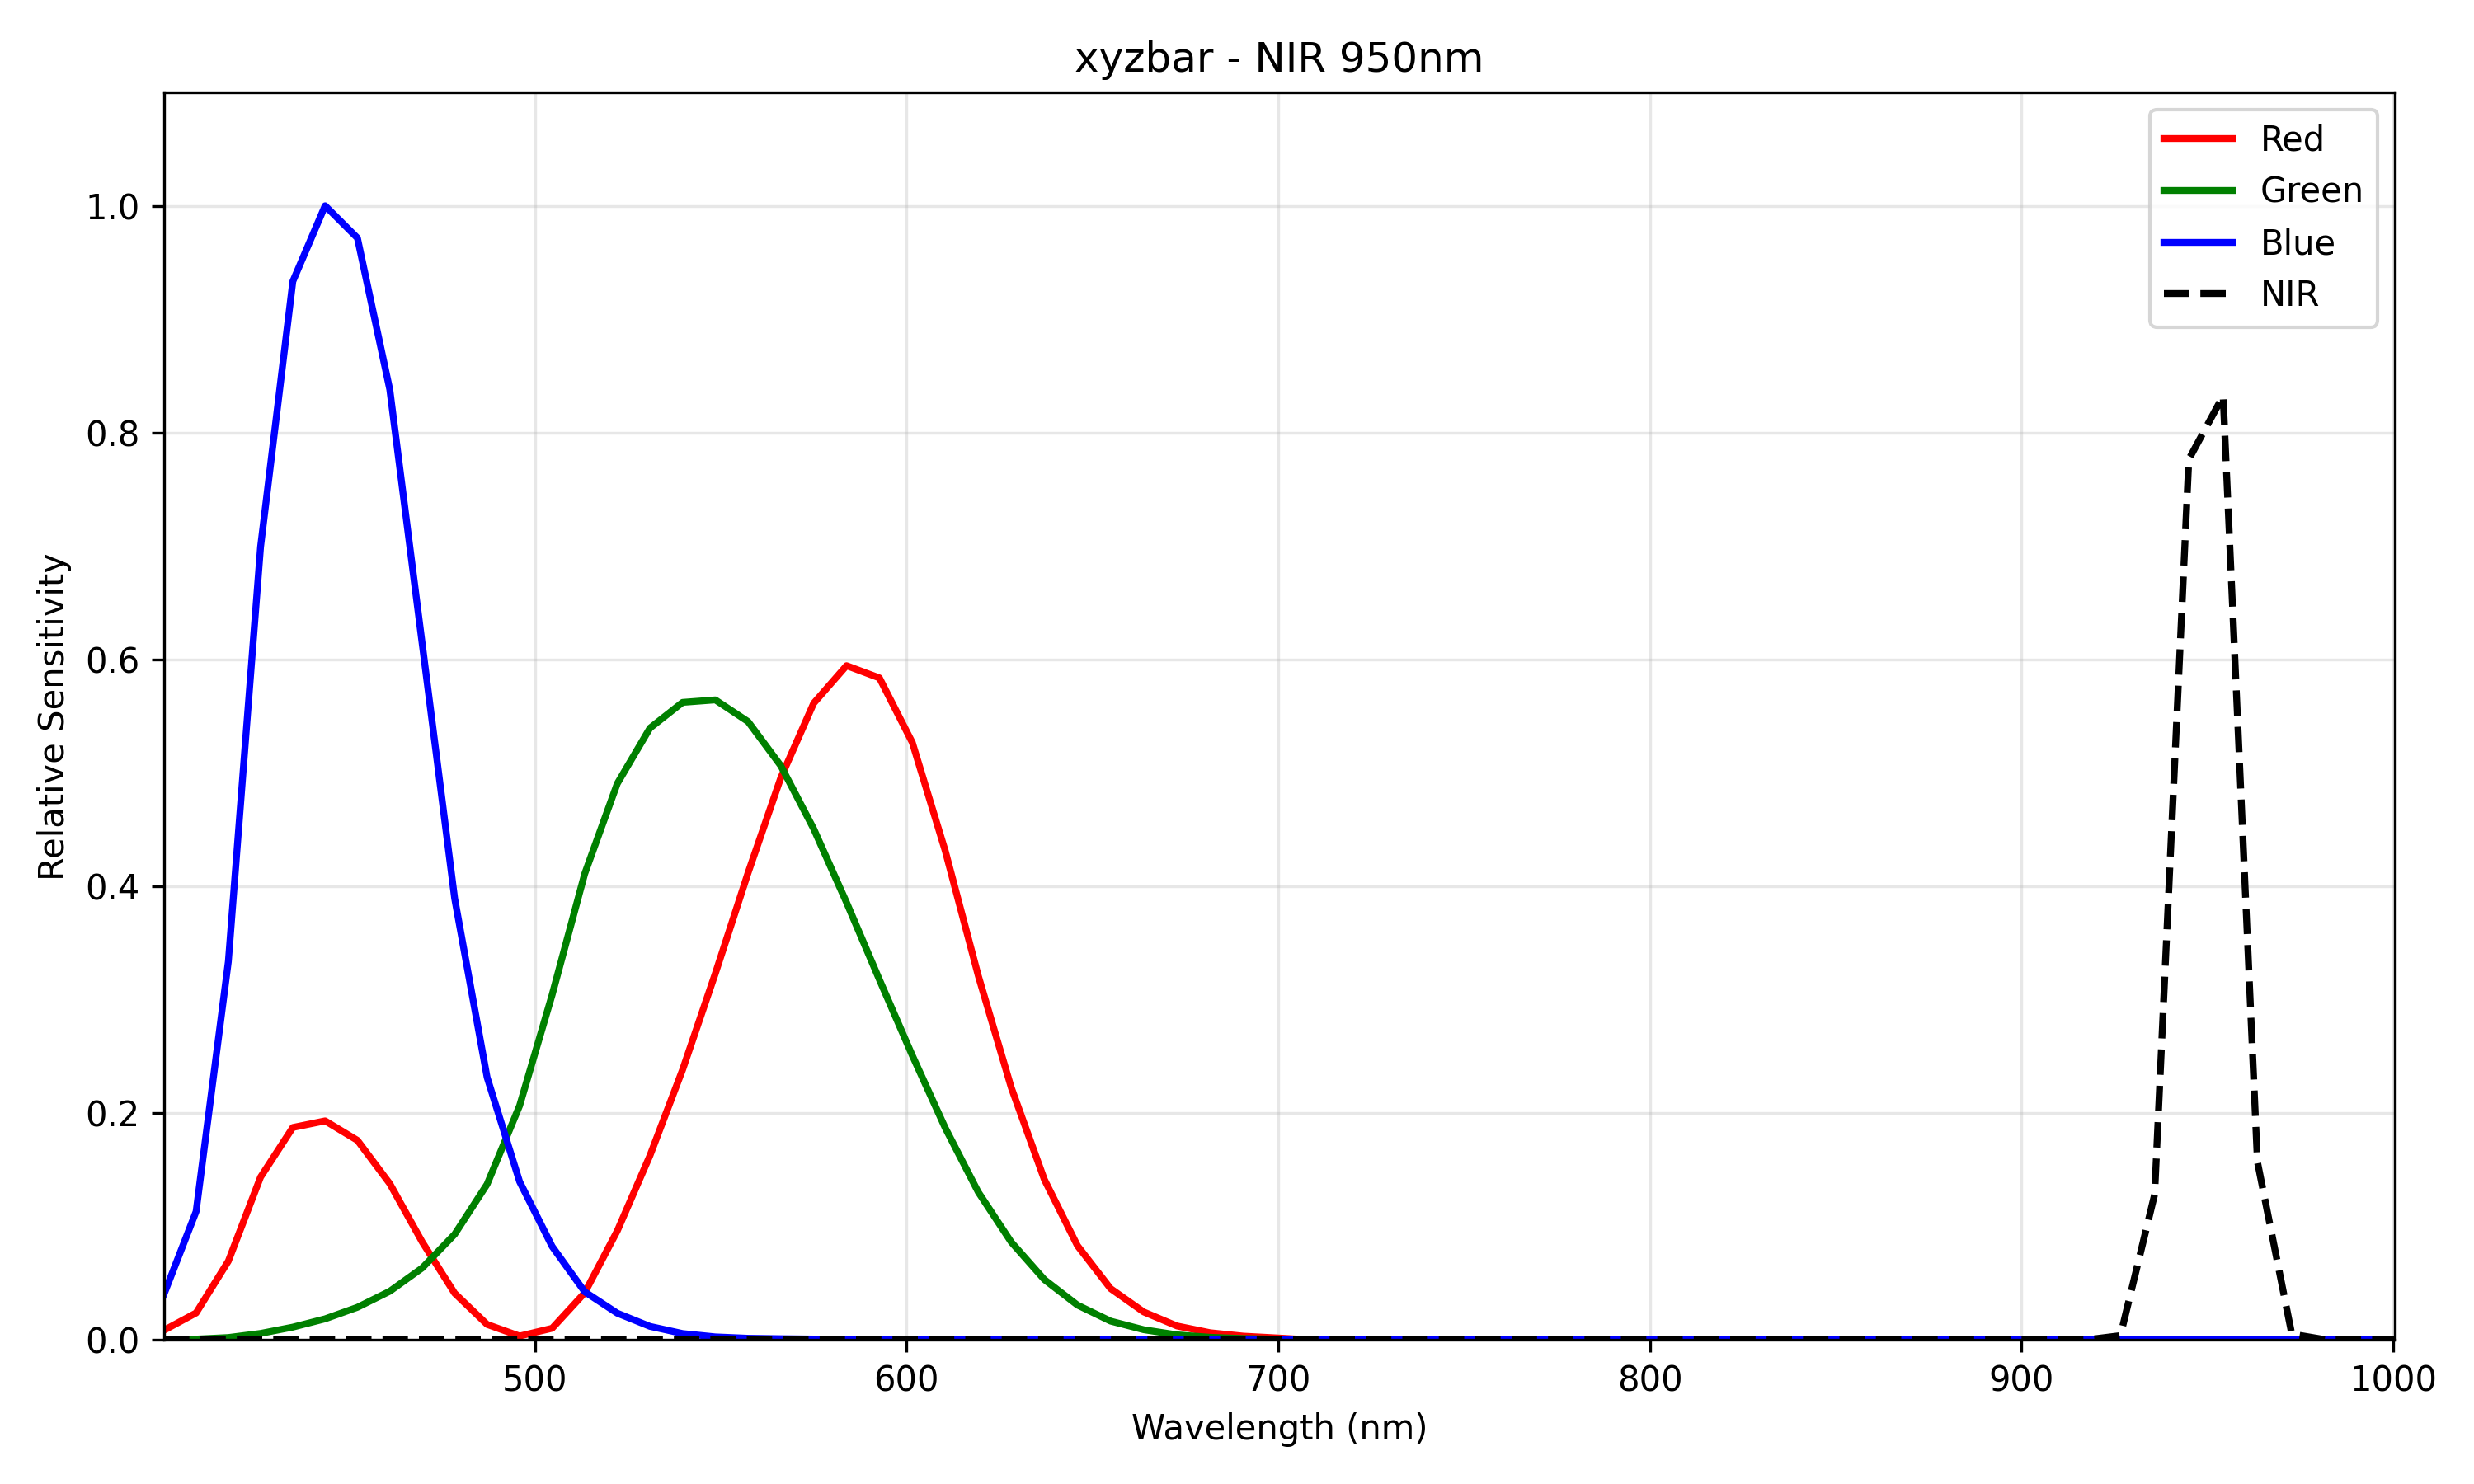 xyzbar - NIR 950nm
Red
Green
Blue
NIR
1.0
0.8
0.6
0.4
0.2
0.0
Relative Sensitivity
500
600
700
800
900
1000
Wavelength (nm)